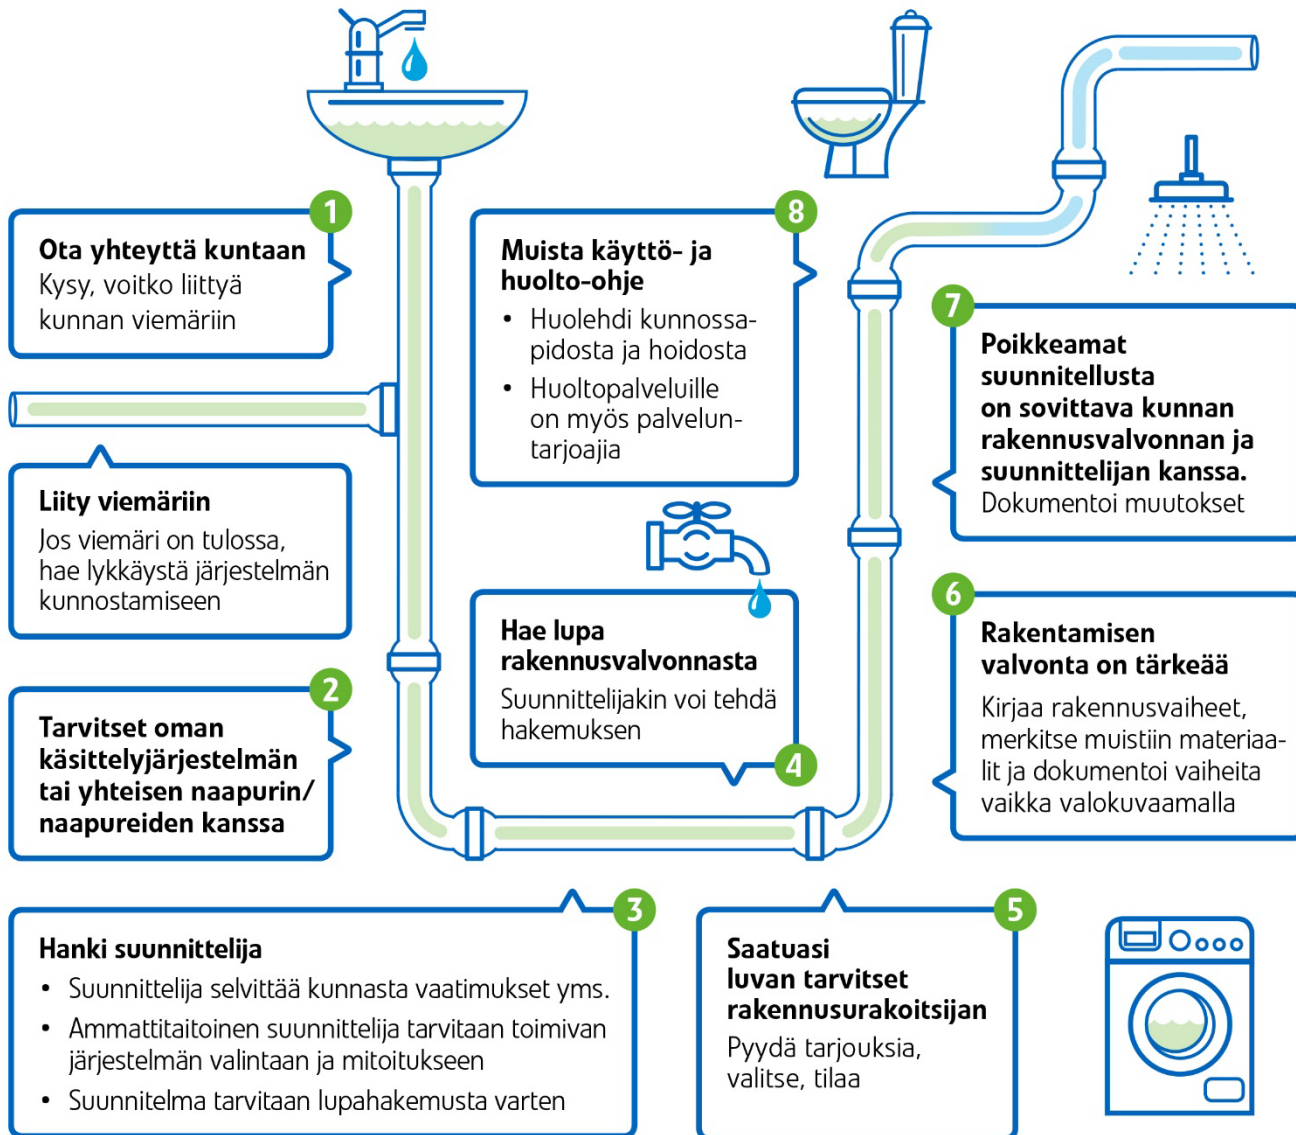 1
Ota yhteyttä kuntaan
Kysy, voitko liittyä
kunnan viemäriin
Liity viemäriin
Jos viemäri on tulossa,
hae lykkäystä järjestelmän
kunnostamiseen
2
Tarvitset oman
käsittelyjärjestelmän
tai yhteisen naapurin/
naapureiden kanssa
3
Hanki suunnittelija
• Suunnittelija selvittää kunnasta vaatimukset yms.
• Ammattitaitoinen suunnittelija tarvitaan toimivan
järjestelmän valintaan ja mitoitukseen
• Suunnitelma tarvitaan lupahakemusta varten
Hae lupa
rakennusvalvonnasta
Suunnittelijakin voi tehdä
hakemuksen
4
5
Saatuasi
luvan tarvitset
rakennusurakoitsijan
Pyydä tarjouksia,
valitse, tilaa
6
Rakentamisen
valvonta on tärkeää
Kirjaa rakennusvaiheet,
merkitse muistiin materiaa-
lit ja dokumentoi vaiheita
vaikka valokuvaamalla
7
Poikkeamat
suunnitellusta
on sovittava kunnan
rakennusvalvonnan ja
suunnittelijan kanssa.
Dokumentoi muutokset
8
Muista käyttö- ja
huolto-ohje
• Huolehdi kunnossa-
pidosta ja hoidosta
• Huoltopalveluille
on myös palvelun-
tarjoajia